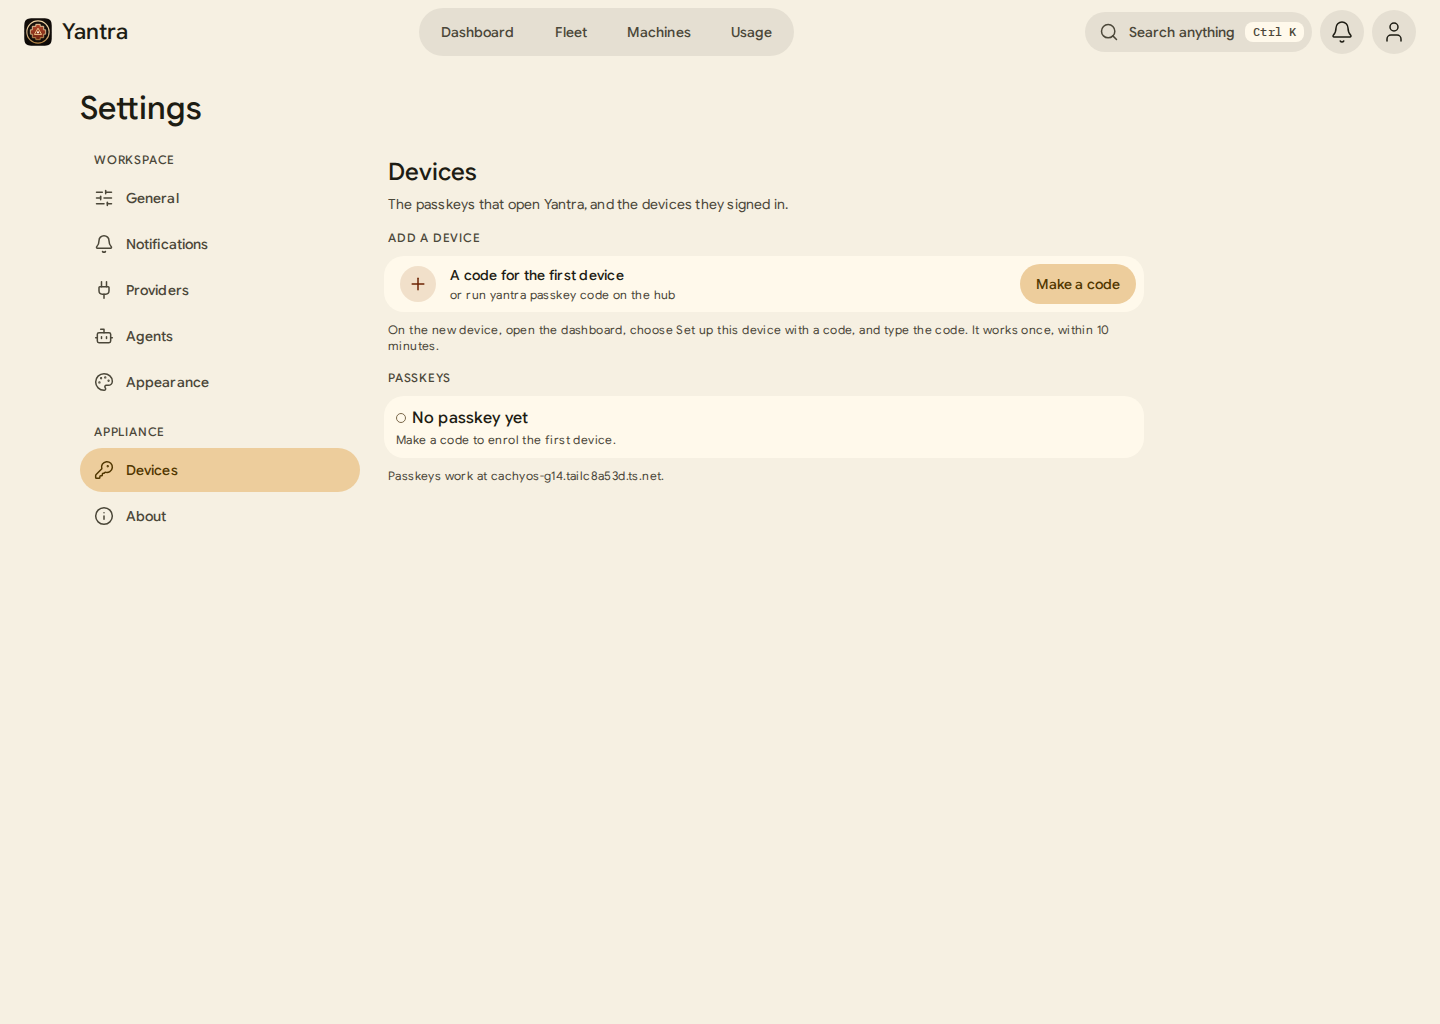 Yantra
Dashboard
Fleet
Machines
Usage
Search anything
Ctrl K
Settings
WORKSPACE
General
Notifications
Providers
Agents
Appearance
APPLIANCE
Devices
About
Devices
The passkeys that open Yantra, and the devices they signed in.
ADD A DEVICE
A code for the first device
or run yantra passkey code on the hub
Make a code
On the new device, open the dashboard, choose Set up this device with a code, and type the code. It works once, within 10
minutes.
PASSKEYS
No passkey yet
Make a code to enrol the first device.
Passkeys work at cachyos-g14.tailc8a53d.ts.net.